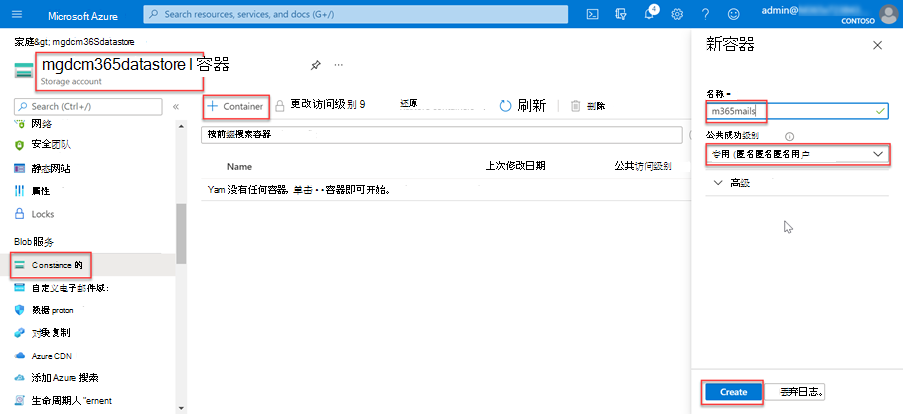 Microsoft Azure
Search resources, services, and docs (G+/)
4
admin@
CONTOSO
家庭&gt; mgdcm36Sdatastore
mgdcm365datastore l 容器
Storage account
Search (Ctrl+/)
网络
安全团队
静态网站
属性
Locks
Blob 服务
Constance 的
自定义电子邮件域:
数据 proton
对象复制
Azure CDN
添加 Azure 搜索
生命周期人 "ernent
Container
更改访问级别 9
还原
刷新
删除
按前缀搜索容器
Name
上次修改日期
公共访问级别
Yam 没有任何容器, 单击 - - 容器即可开始。
新容器
名称 =
m365mails
公共成功级别
专用 (匿名匿名匿名用户
高级
Create
丢弃日志。